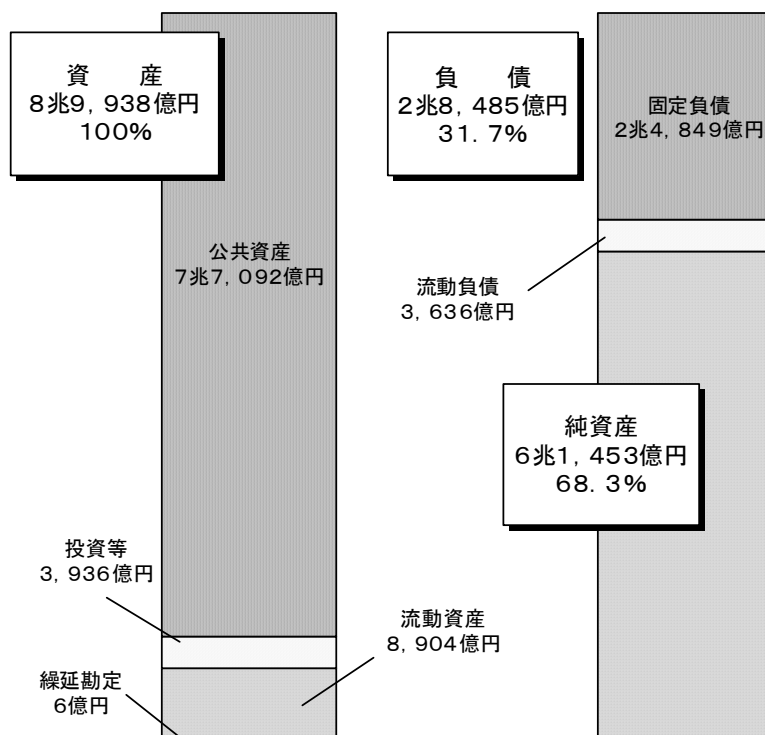 資　産
8兆9,938億円
100%
公共資産
7兆7,092億円
投資等
3,936億円
流動資産
8,904億円
繰延勘定
6億円
負　債
2兆8,485億円
31.7%
固定負債
2兆4,849億円
流動負債
3,636億円
純資産
6兆1,453億円
68.3%